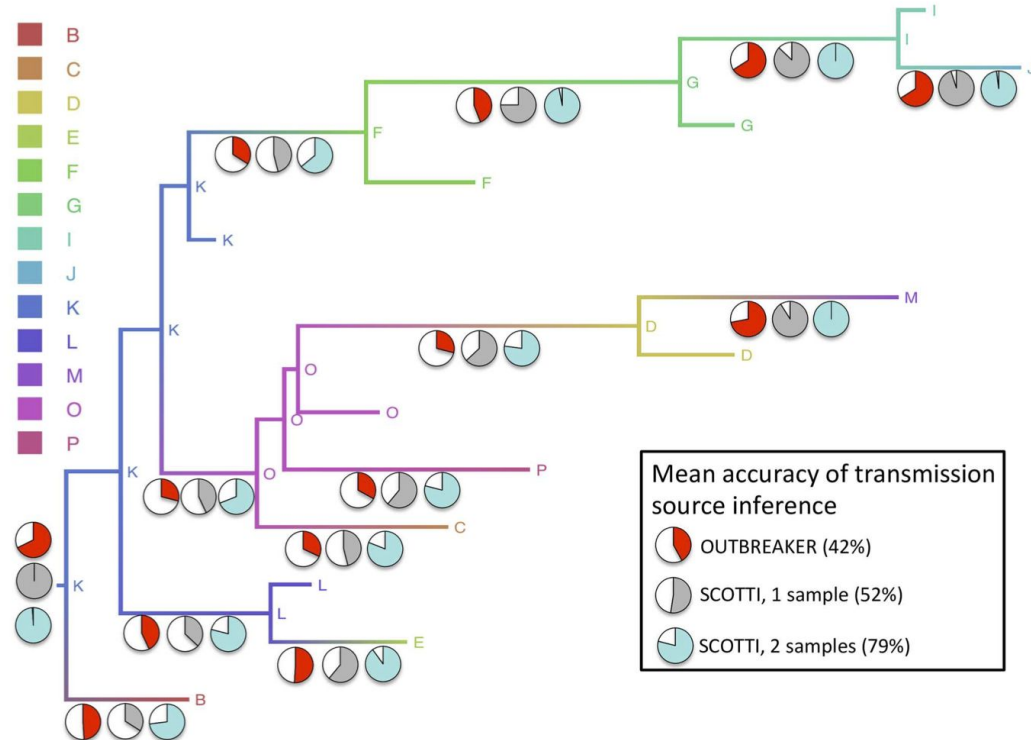 B
C
D
E
F
G
I
J
K
L
M
O
P
I
I
G
F
G
F
K
K
M
K
D
D
O
O
O
K
O
P
C
L
K
L
E
B
Mean accuracy of transmission
source inference
OUTBREAKER (42%)
SCOTTI, 1 sample (52%)
SCOTTI, 2 samples (79%)